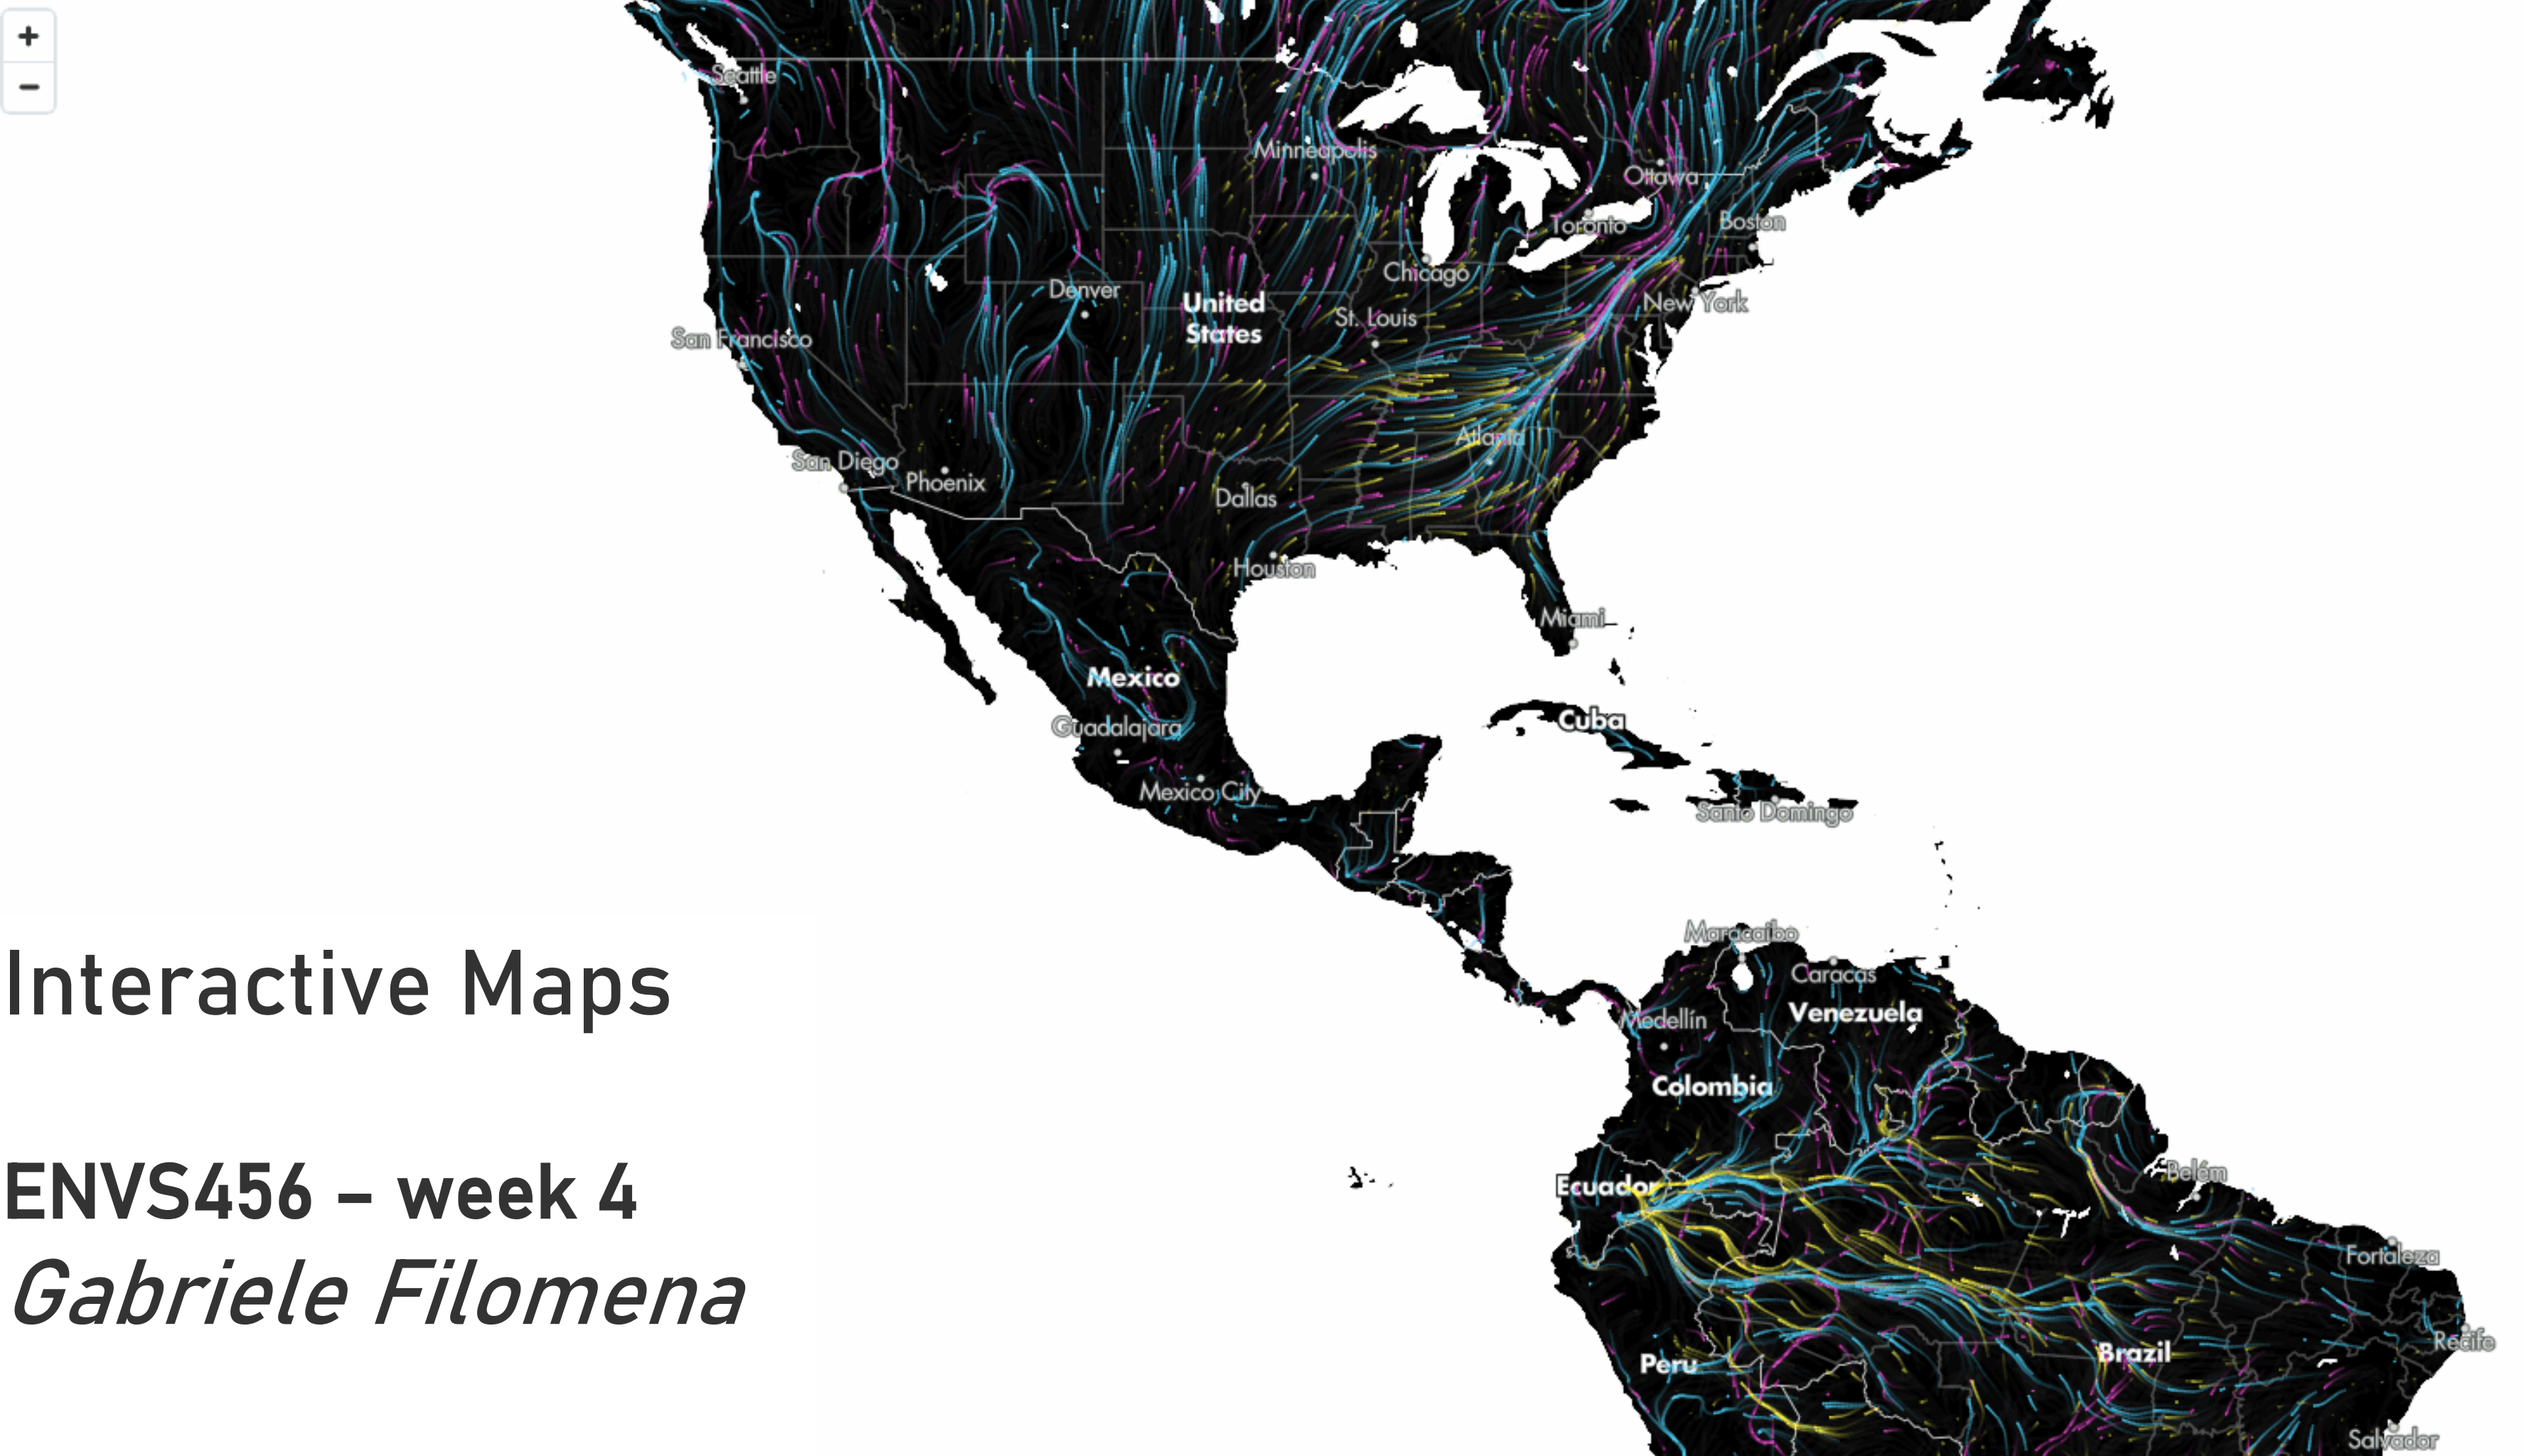 +
−
Seattle
Minneapolis
Ottawa
Toronto
Boston
Chicago
Denver
United
States
New York
St. Louis
San Francisco
Atlanta
San Diego
Phoenix
Dallas
Houston
Miami
Mexico
Guadalajara
Cuba
Mexico City
Santo Domingo
Maracaibo
Caracas
Venezuela
Medellín
Colombia
Ecuador
Belém
Fortaleza
Recife
Brazil
Peru
Salvador
Interactive Maps
ENVS456 – week 4
Gabriele Filomena